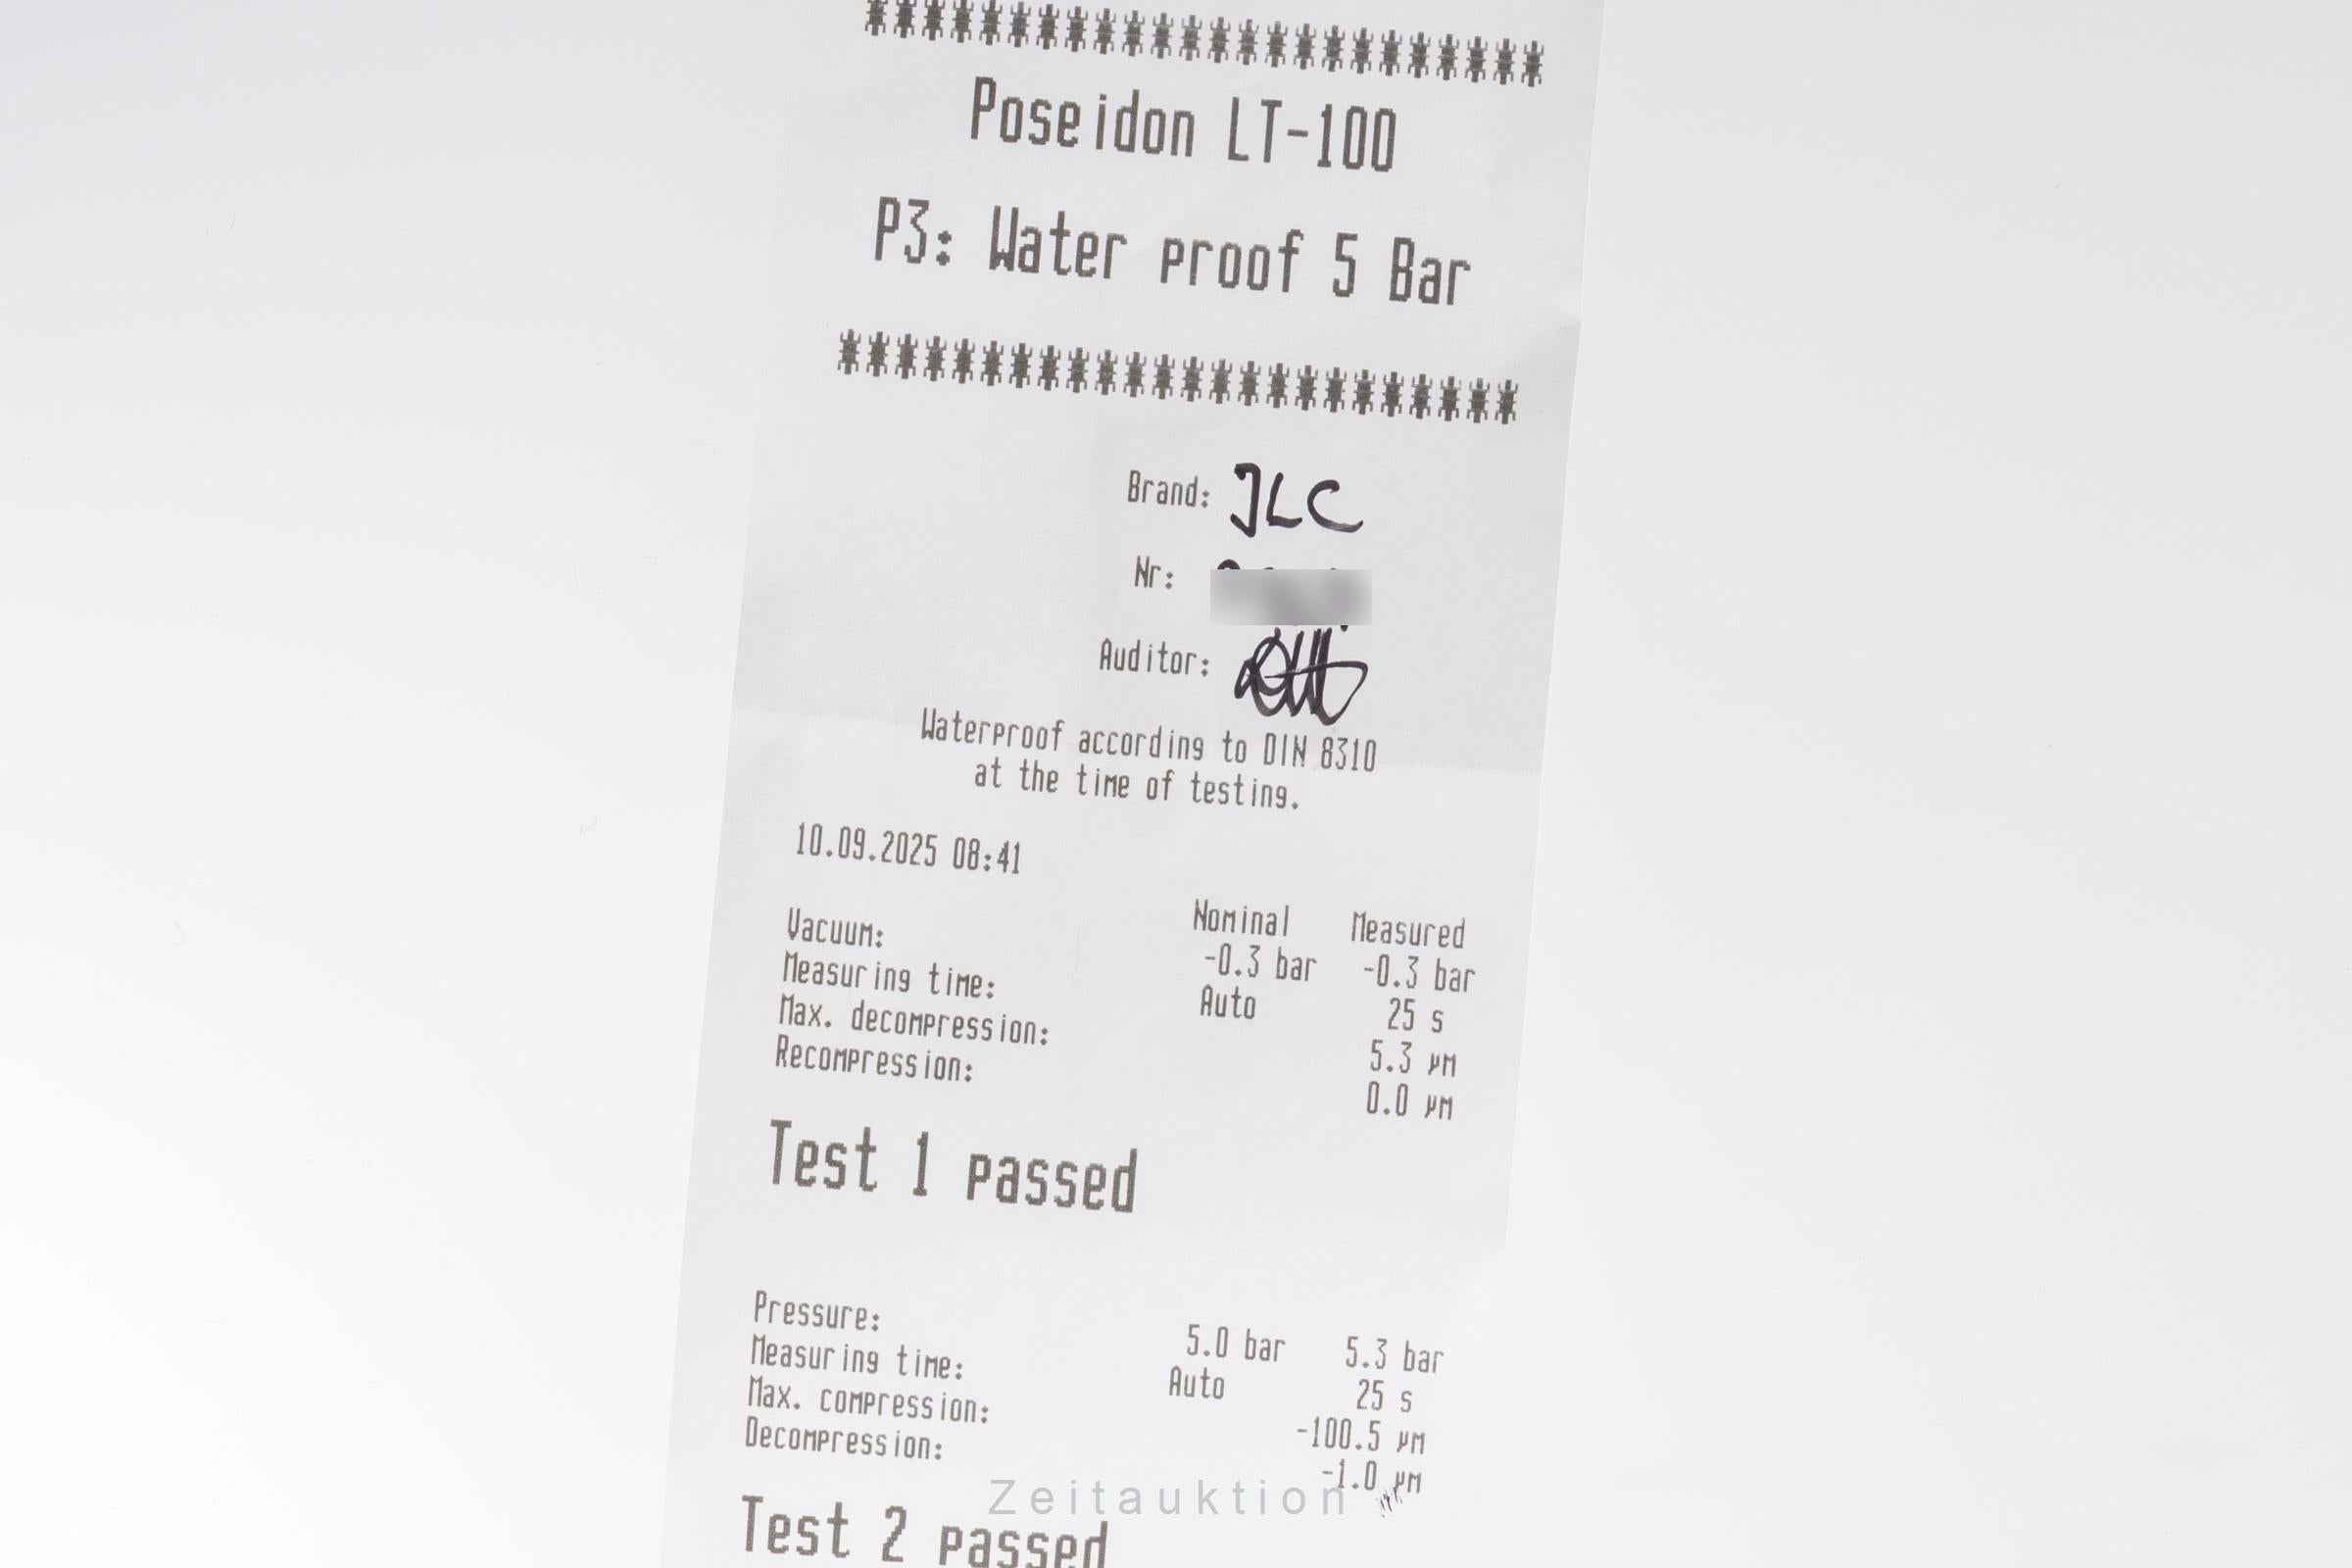 ************************
Poseidon LT-100
P3: Water proof 5 Bar
************************
Brand: JLC
Nr:
Auditor:
Waterproof according to DIN 8310
at the time of testing.
10.09.2025 08:41
Nominal Measured
Vacuum: -0.3 bar -0.3 bar
Measuring time: Auto 25 s
Max. decompression: 5.3 µm
Recompression: 0.0 µm
Test 1 passed
Pressure: 5.0 bar 5.3 bar
Measuring time: Auto 25 s
Max. compression: -100.5 µm
Decompression: -1.0 µm
Zeitauktion
Test 2 passed